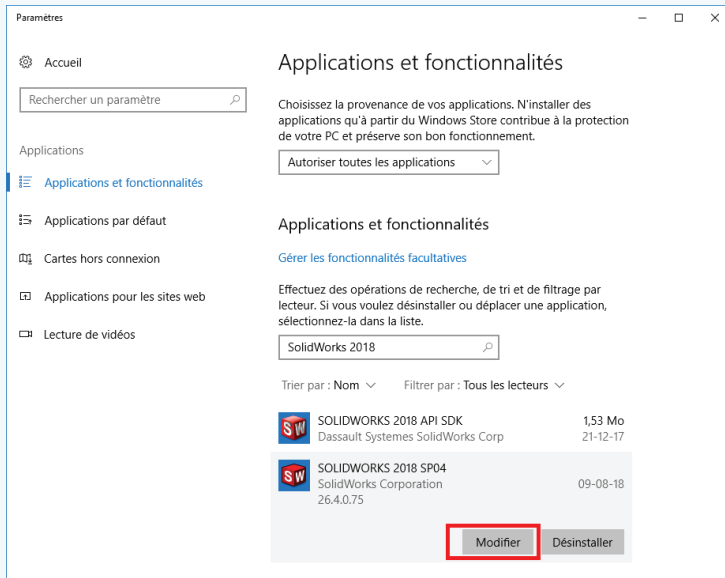 Paramètres
Accueil
Rechercher un paramètre
Applications
Applications et fonctionnalités
Applications par défaut
Cartes hors connexion
Applications pour les sites web
Lecture de vidéos
Applications et fonctionnalités
Choisissez la provenance de vos applications. N'installer des
applications qu'à partir du Windows Store contribue à la protection
de votre PC et préserve son bon fonctionnement.
Autoriser toutes les applications
Applications et fonctionnalités
Gérer les fonctionnalités facultatives
Effectuez des opérations de recherche, de tri et de filtrage par
lecteur. Si vous voulez désinstaller ou déplacer une application,
sélectionnez-la dans la liste.
SolidWorks 2018
Trier par : Nom Filtrer par : Tous les lecteurs
SW
SOLIDWORKS 2018 API SDK 1,53 Mo
Dassault Systemes SolidWorks Corp 21-12-17
SW
SOLIDWORKS 2018 SP04
SolidWorks Corporation 09-08-18
26.4.0.75
Modifier Désinstaller